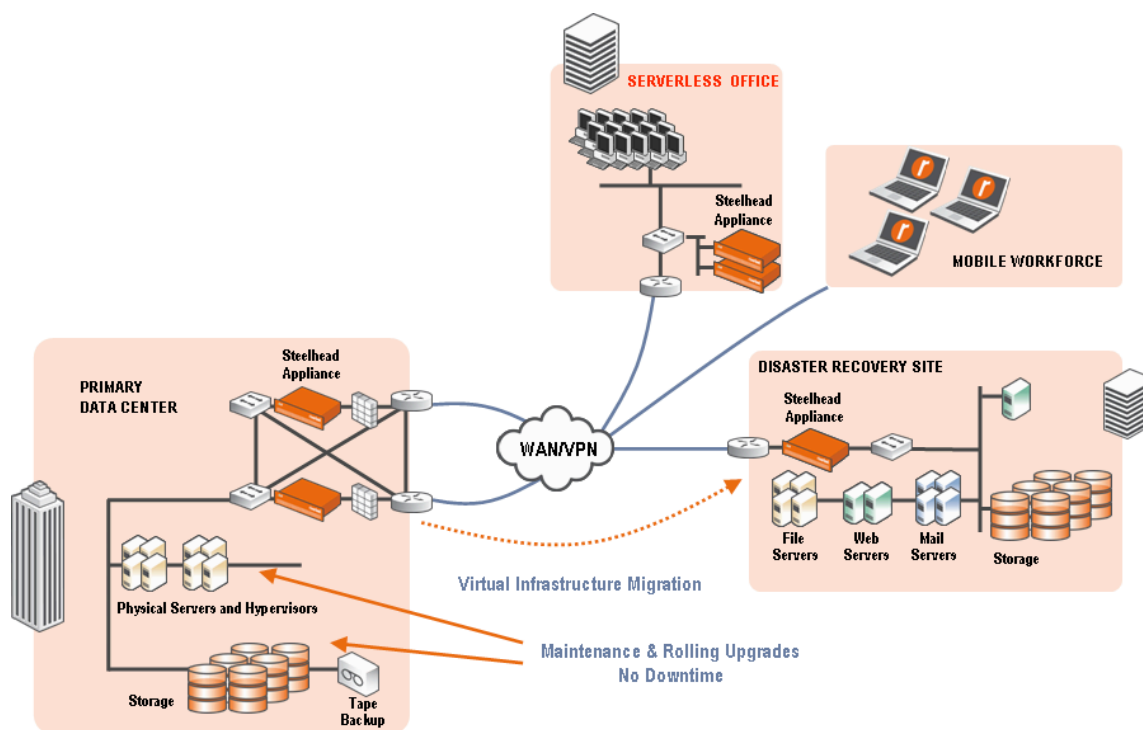 SERVERLESS OFFICE
Steelhead
Appliance
MOBILE WORKFORCE
PRIMARY
DATA CENTER
Steelhead
Appliance
WAN/VPN
DISASTER RECOVERY SITE
Steelhead
Appliance
File
Servers
Web
Servers
Mail
Servers
Storage
Virtual Infrastructure Migration
Physical Servers and Hypervisors
Maintenance & Rolling Upgrades
No Downtime
Storage
Tape
Backup